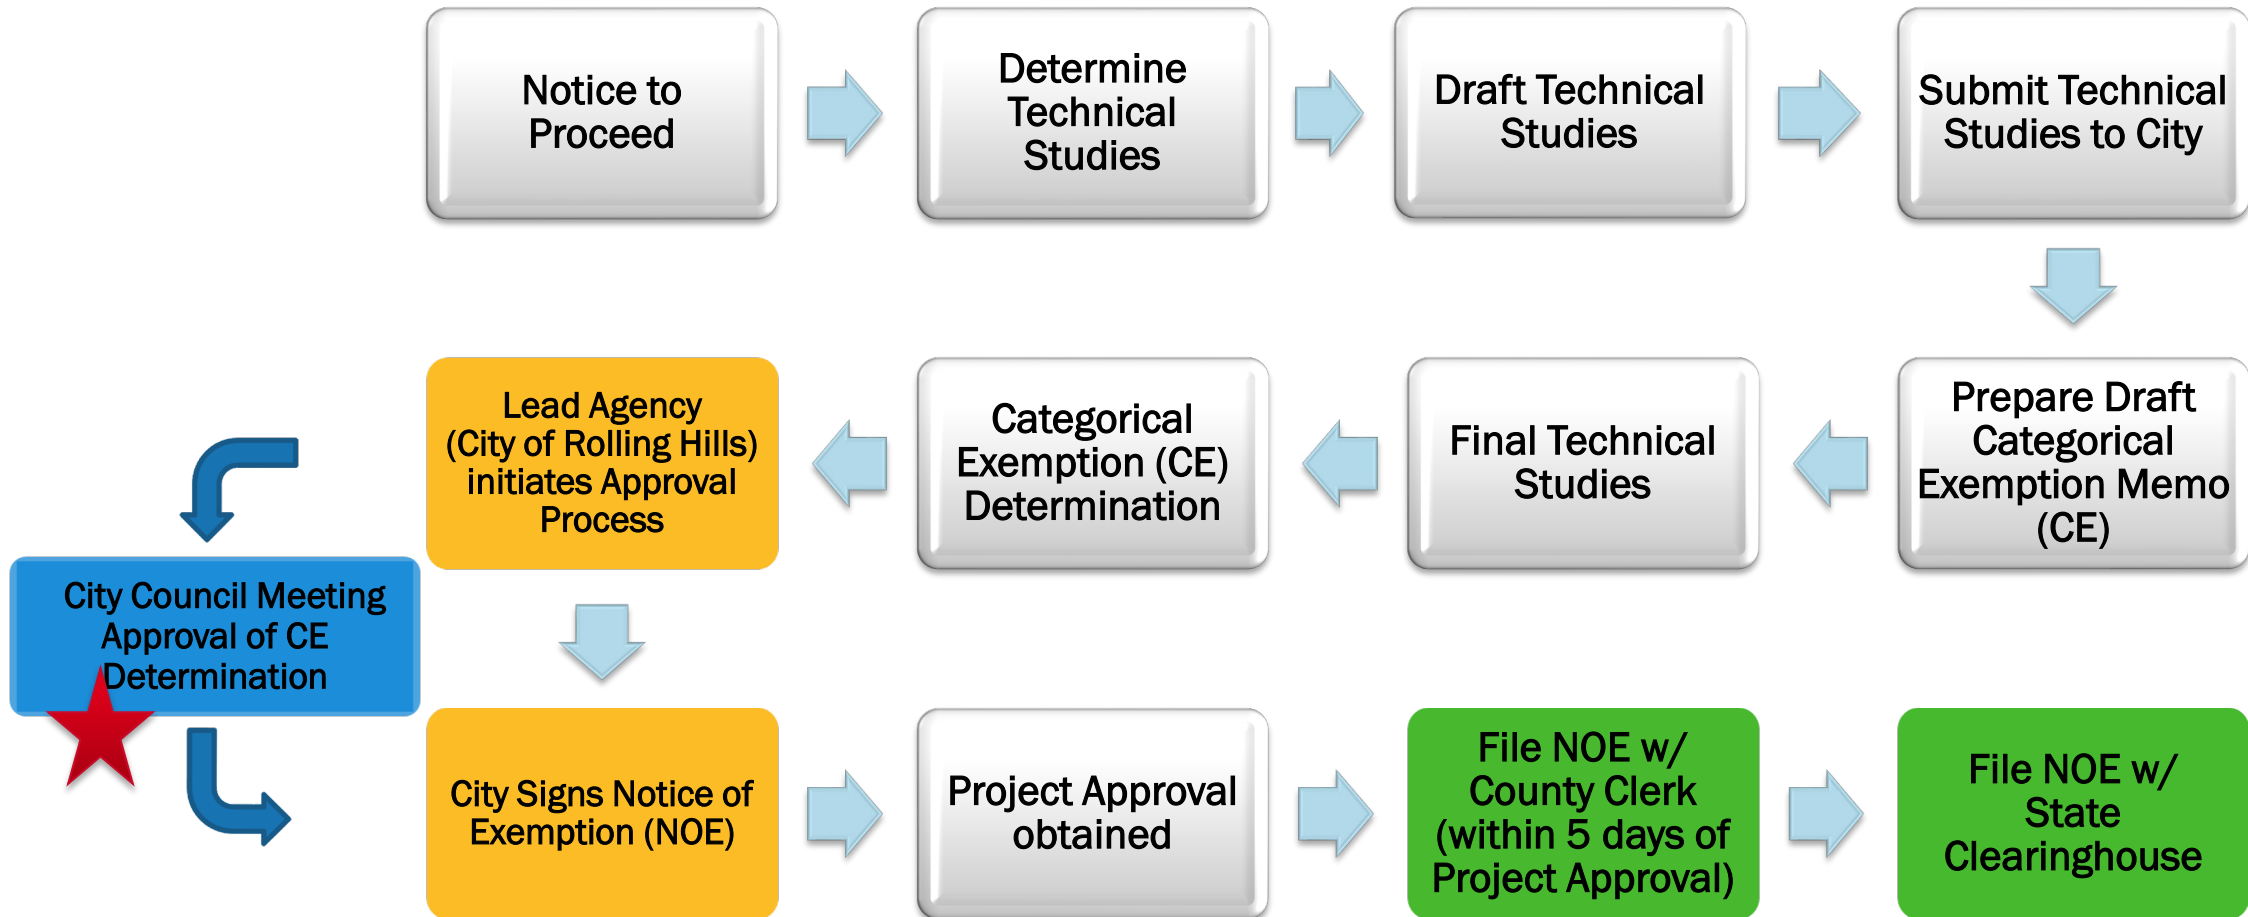 Notice to
Proceed
Determine
Technical
Studies
Draft Technical
Studies
Submit Technical
Studies to City
Prepare Draft
Categorical
Exemption Memo
(CE)
Final Technical
Studies
Categorical
Exemption (CE)
Determination
Lead Agency
(City of Rolling Hills)
initiates Approval
Process
City Council Meeting
Approval of CE
Determination
City Signs Notice of
Exemption (NOE)
Project Approval
obtained
File NOE w/
County Clerk
(within 5 days of
Project Approval)
File NOE w/
State
Clearinghouse